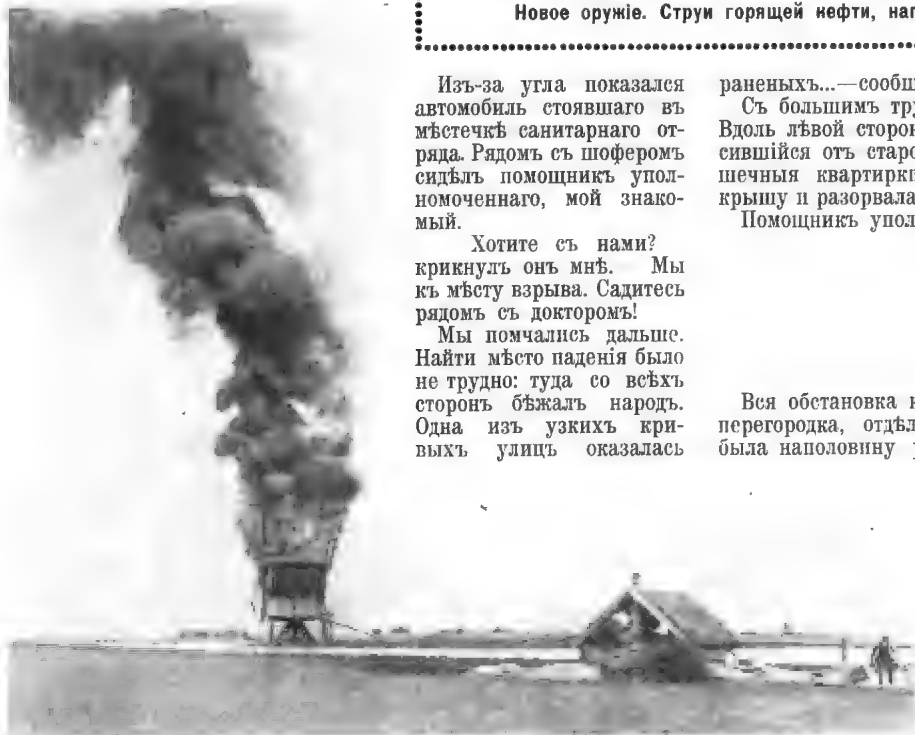 Новое оружіе. Струи горящей нефти, наг
Изъ-за угла показался
автомобиль стоявшаго въ
мѣстечкѣ санитарнаго от-
ряда. Рядомъ съ шоферомъ
сидѣлъ помощникъ упол-
номоченнаго, мой знако-
мый.
Хотите съ нами?
крикнулъ онъ мнѣ. Мы
къ мѣсту взрыва. Садитесь
рядомъ съ докторомъ!
Мы помчались дальше.
Найти мѣсто паденія было
не трудно: туда со всѣхъ
сторонъ бѣжалъ народъ.
Одна изъ узкихъ кри-
выхъ улицъ оказалась
раненыхъ...—сообщ
Съ большимъ тру
Вдоль лѣвой сторон
сившійся отъ старо
шечныя квартирк
крышу и разорвала
Помощникъ упол
Вся обстановка
перегородка, отдѣл
была наполовину